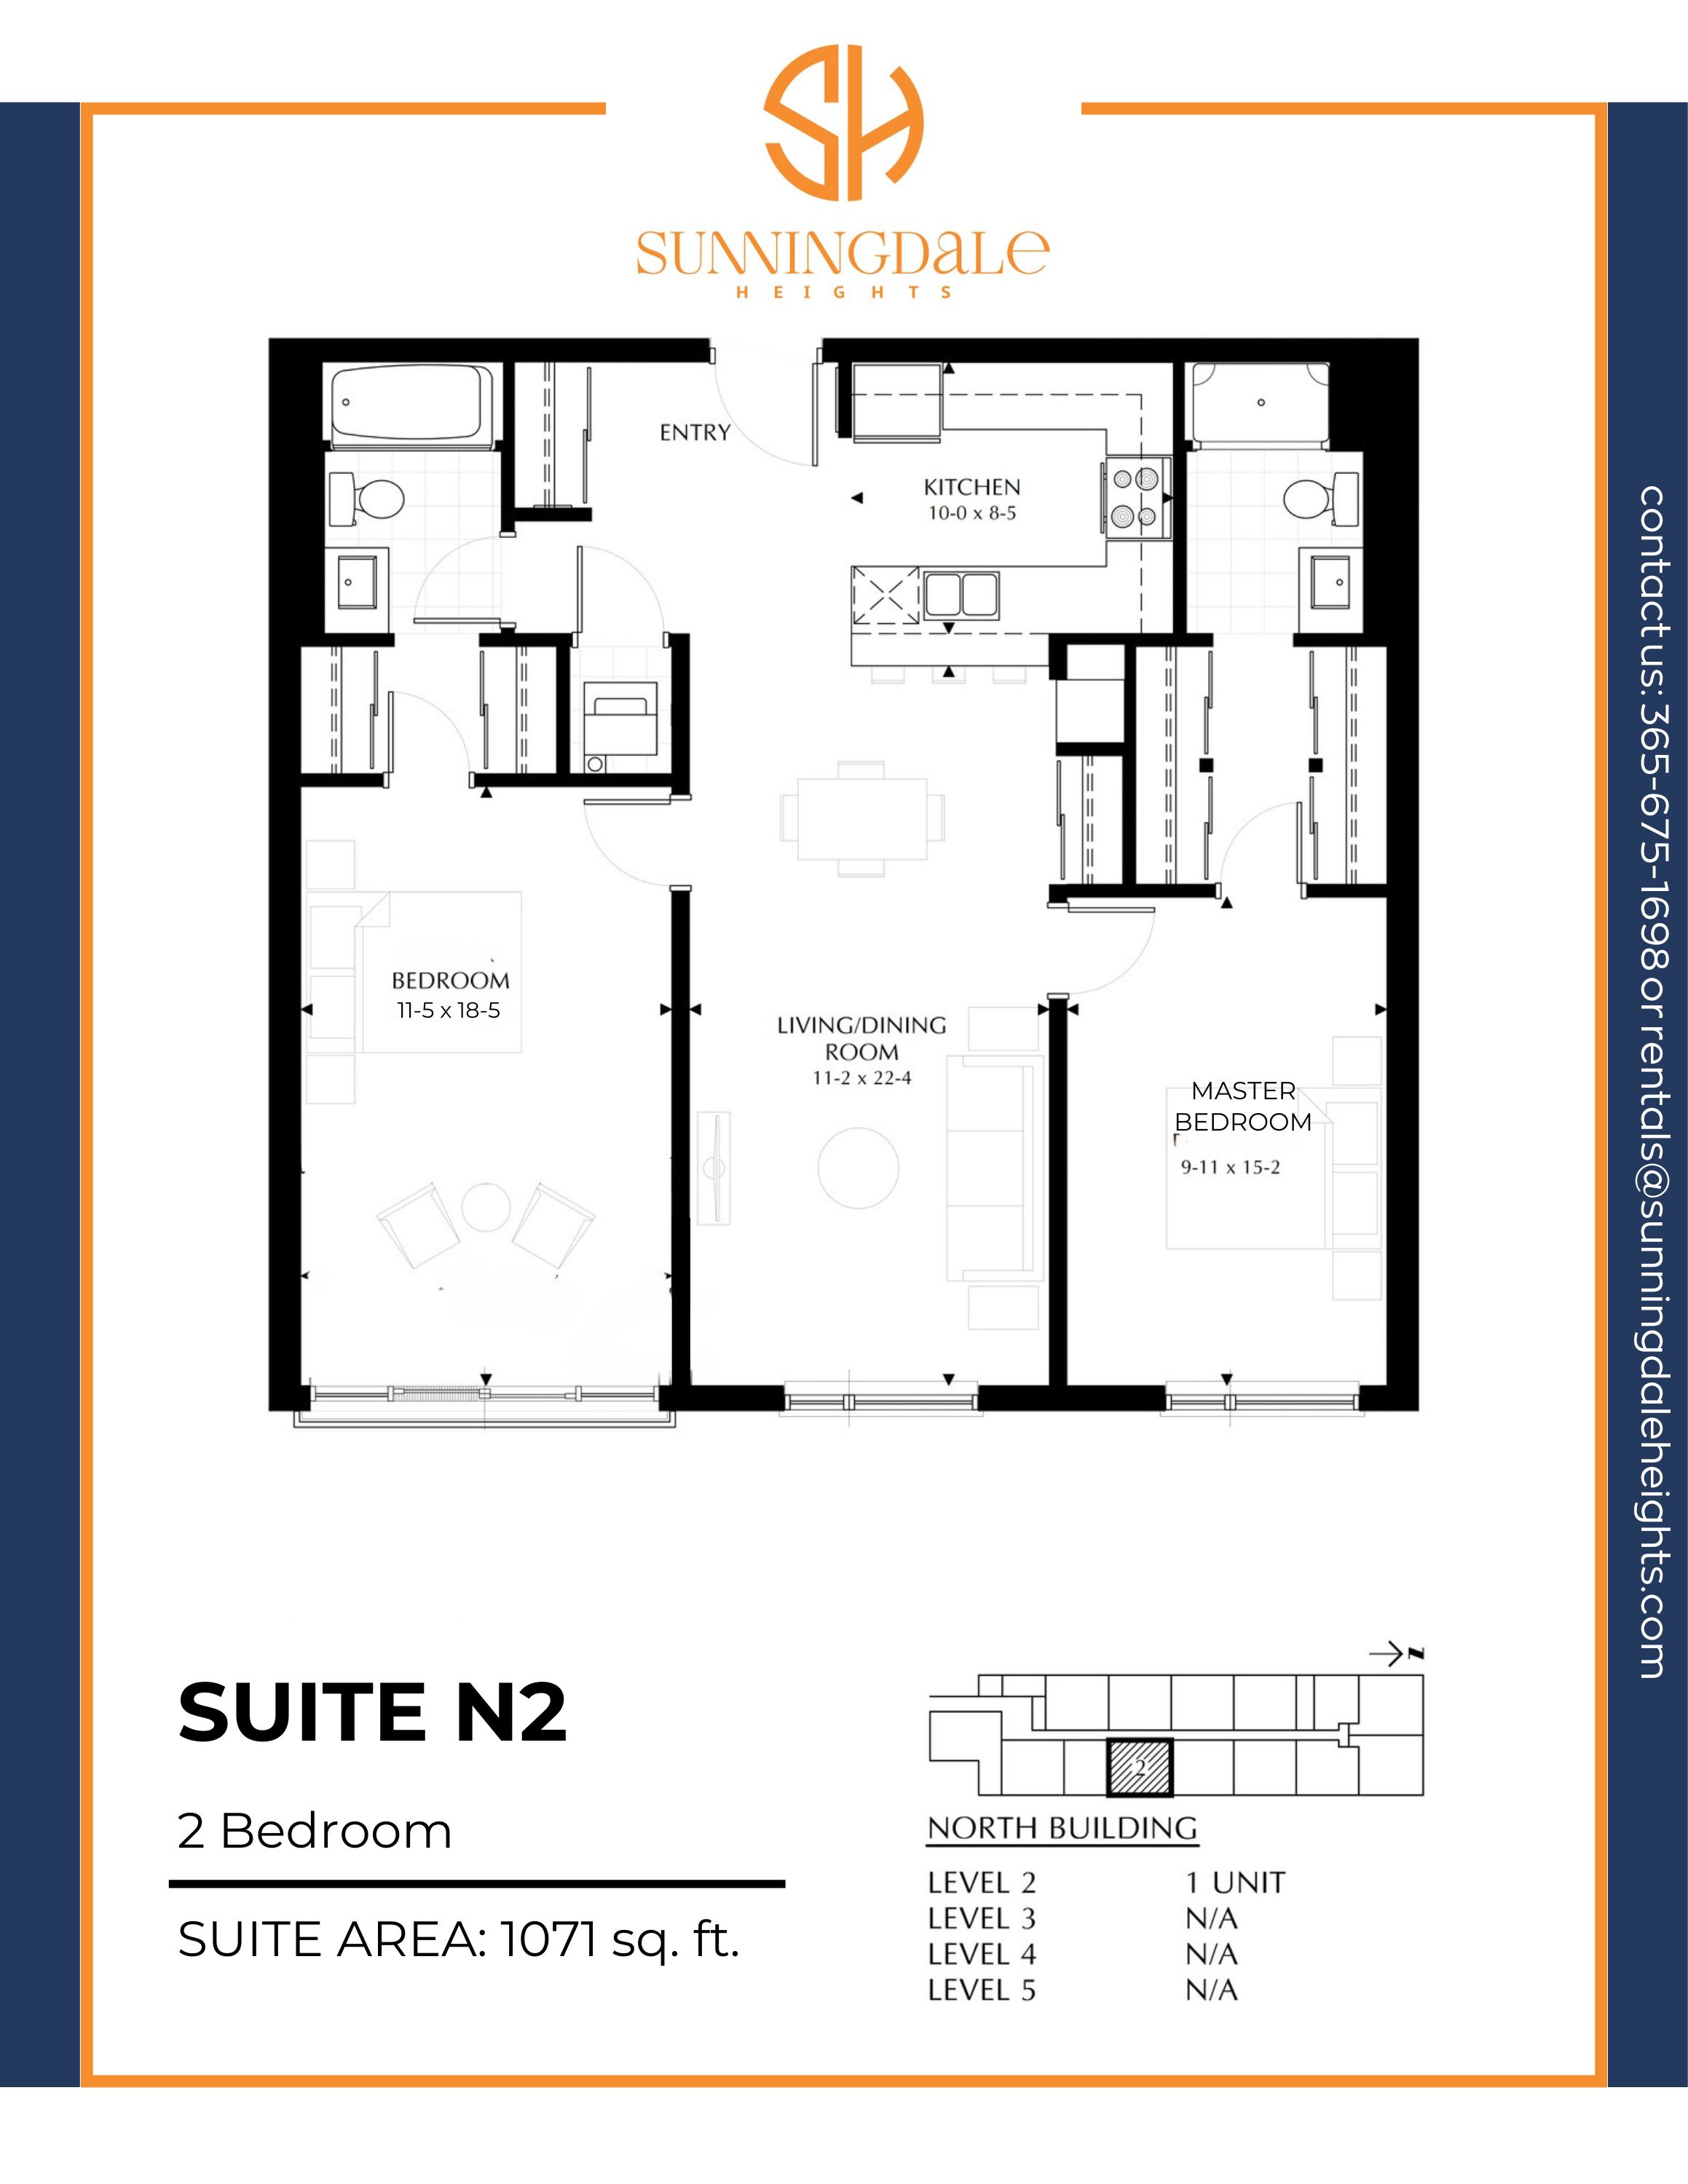 SH
SUNNINGDALE
HEIGHTS
ENTRY
KITCHEN
10-0 x 8-5
BEDROOM
11-5 x 18-5
LIVING/DINING
ROOM
11-2 x 22-4
MASTER
BEDROOM
9-11 x 15-2
contact us: 365-675-1698 or rentals@sunningdaleheights.com
SUITE N2
2 Bedroom
SUITE AREA: 1071 sq. ft.
N
2
NORTH BUILDING
LEVEL 2 1 UNIT
LEVEL 3 N/A
LEVEL 4 N/A
LEVEL 5 N/A